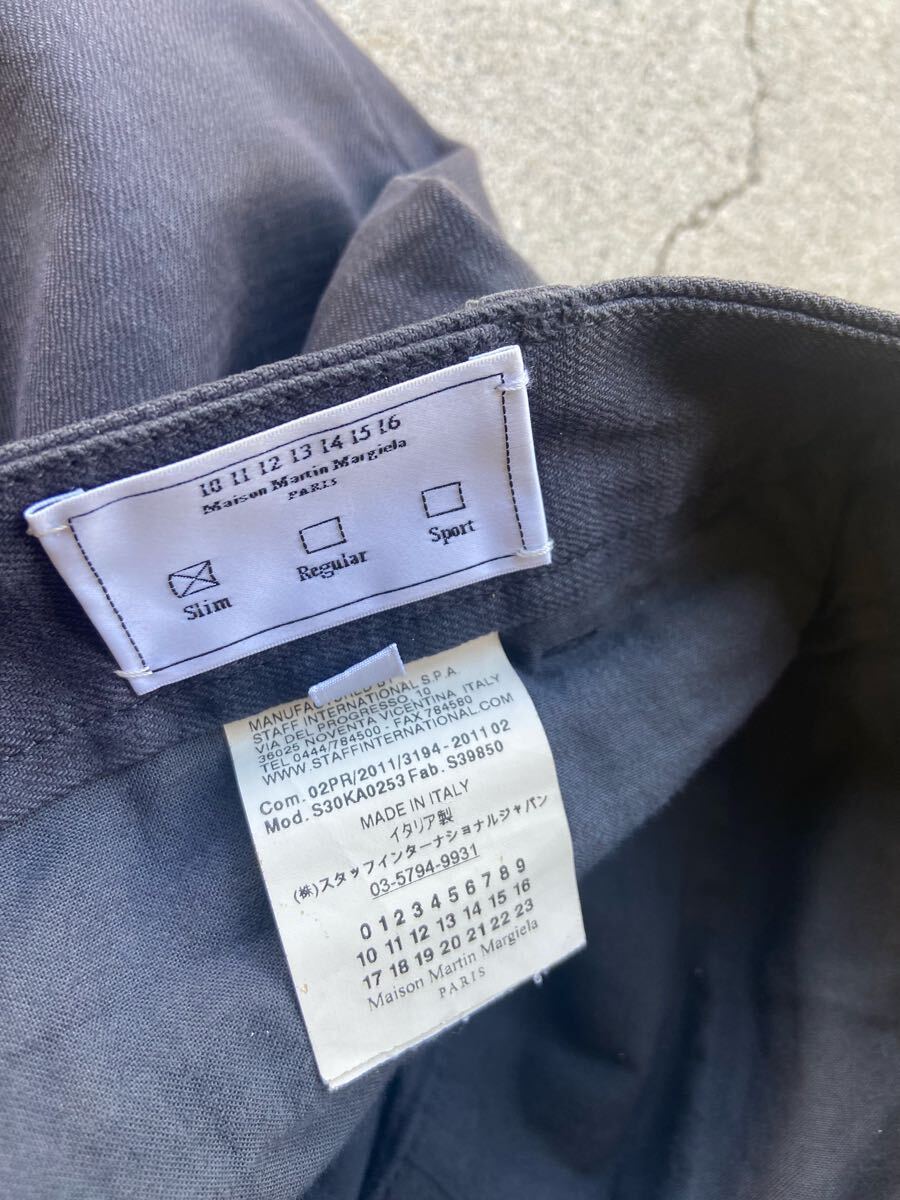 10 11 12 13 14 15 16
Maison Martin Margiela
PARIS
Slim
Regular
Sport
MANUFACTURED BY
STAFF INTERNATIONAL S.P.A.
VIA DEL PROGRESSO, 10
36025 NOVENTA VICENTINA ITALY
TEL 0444/784500 - FAX 784580
WWW.STAFFINTERNATIONAL.COM
Com. 02PR/2011/3194-2011 02
Mod. S30KA0253 Fab. S39850
MADE IN ITALY
イタリア製
(株)スタッフインターナショナルジャパン
03-5794-9931
0 1 2 3 4 5 6 7 8 9
10 11 12 13 14 15 16
17 18 19 20 21 22 23
Maison Martin Margiela
PARIS